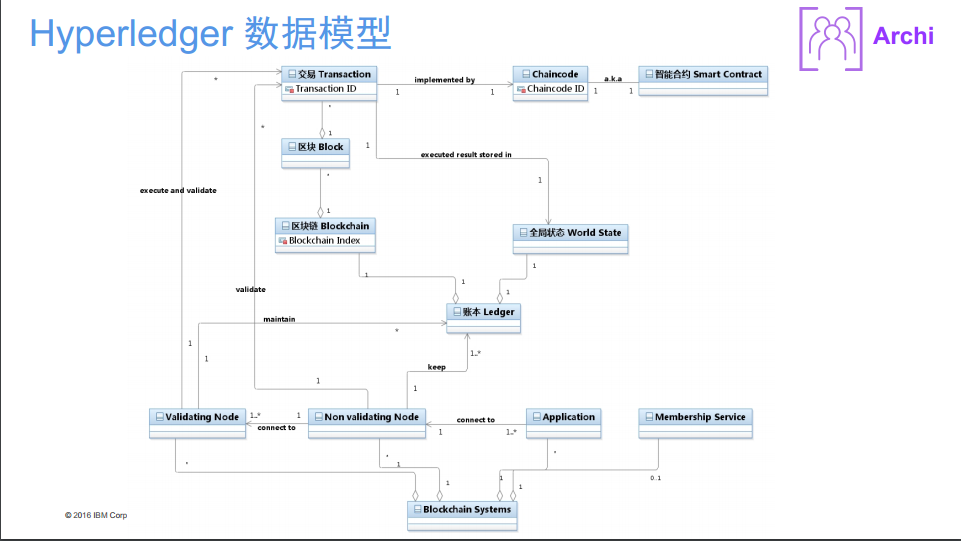 Hyperledger 数据模型
Archi
交易 Transaction
Transaction ID
implemented by
1
1
Chaincode
Chaincode ID
a.k.a
1
1
智能合约 Smart Contract
*
*
*
1
区块 Block
1
executed result stored in
1
execute and validate
*
1
区块链 Blockchain
Blockchain Index
全局状态 World State
1
1
1
1
validate
账本 Ledger
maintain
*
1
1
1..*
keep
1
1
Validating Node
1..*
1
connect to
Non validating Node
connect to
1
1..*
Application
Membership Service
*
*
1
1
*
1
1
0..1
Blockchain Systems
© 2016 IBM Corp